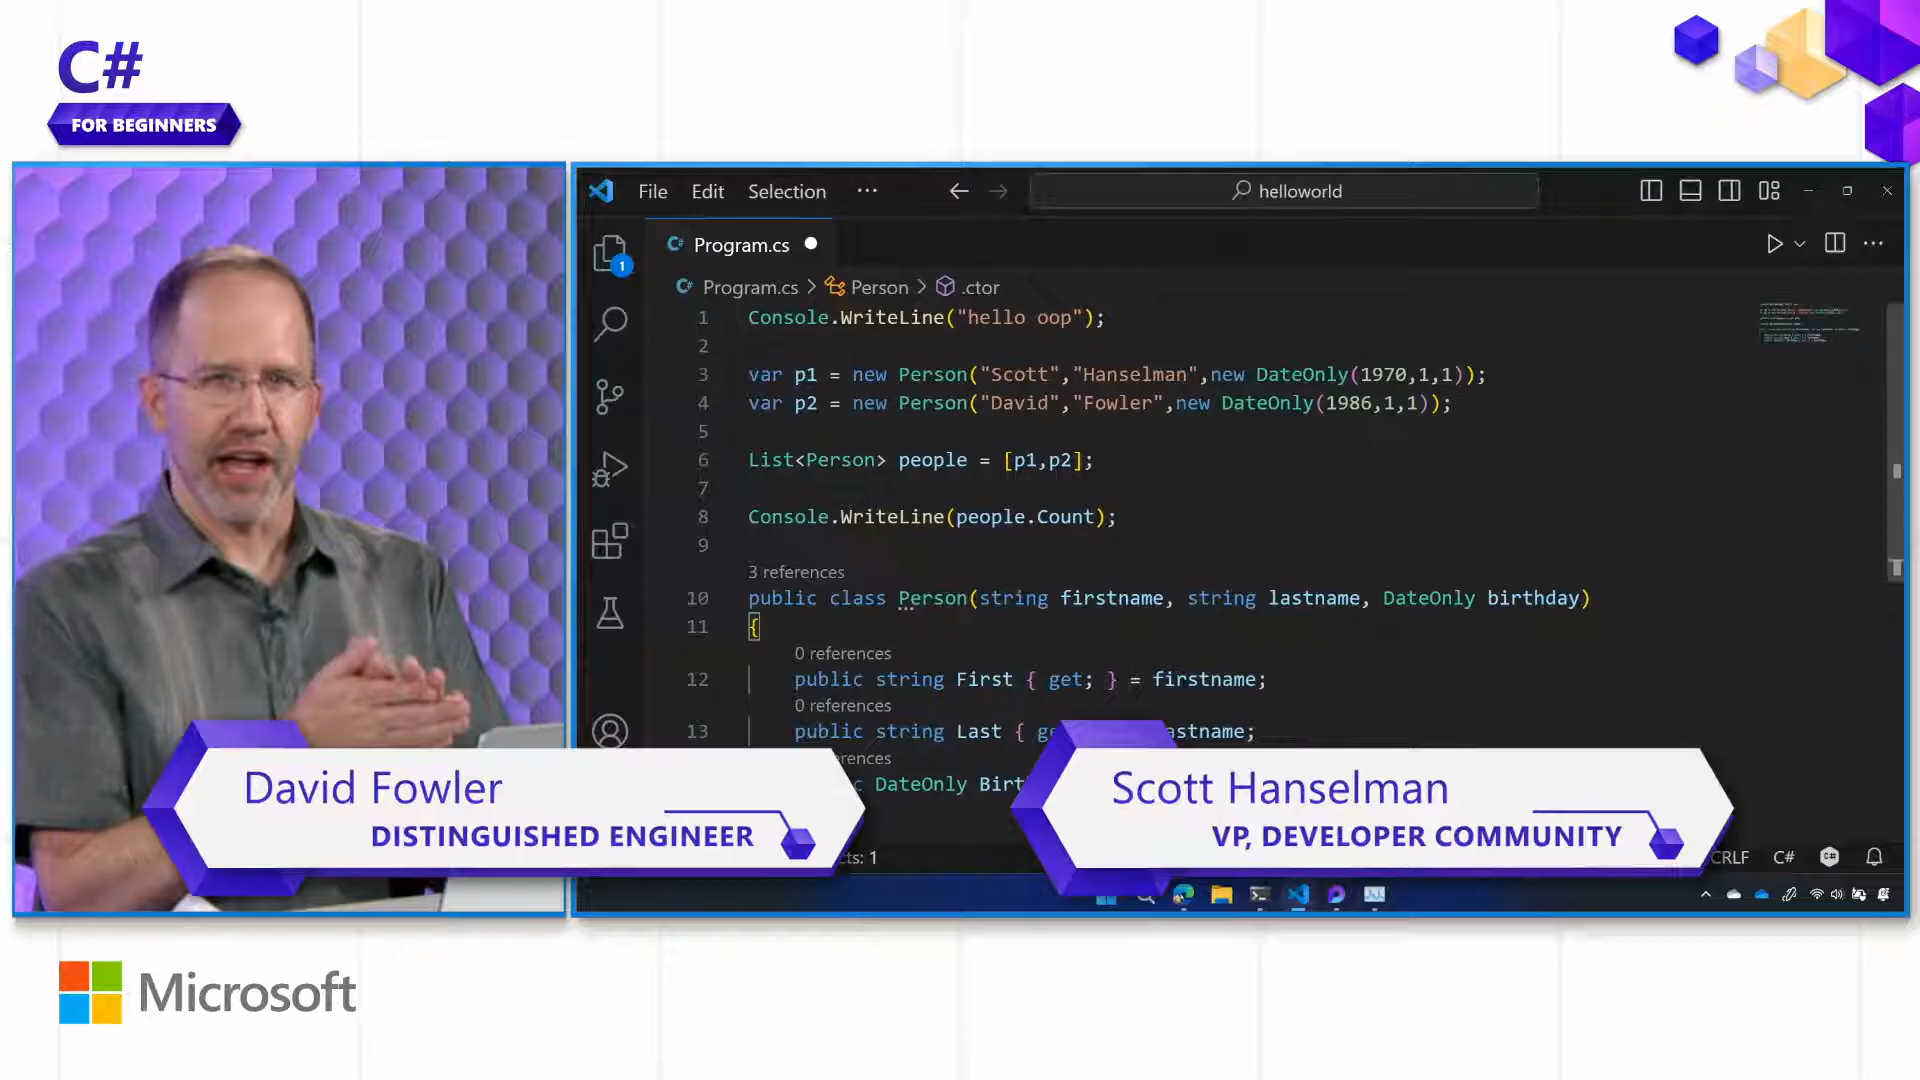 C#
FOR BEGINNERS
File Edit Selection ··· helloworld
C# Program.cs
1
C# Program.cs > Person > .ctor
1 Console.WriteLine("hello oop");
2
3 var p1 = new Person("Scott","Hanselman",new DateOnly(1970,1,1));
4 var p2 = new Person("David","Fowler",new DateOnly(1986,1,1));
5
6 List<Person> people = [p1,p2];
7
8 Console.WriteLine(people.Count);
9
3 references
10 public class Person(string firstname, string lastname, DateOnly birthday)
11 {
0 references
12 public string First { get; } = firstname;
0 references
13 public string Last { ge astname;
erences
c DateOnly Birt
David Fowler
DISTINGUISHED ENGINEER
Scott Hanselman
VP, DEVELOPER COMMUNITY
cts: 1
CRLF C#
Microsoft